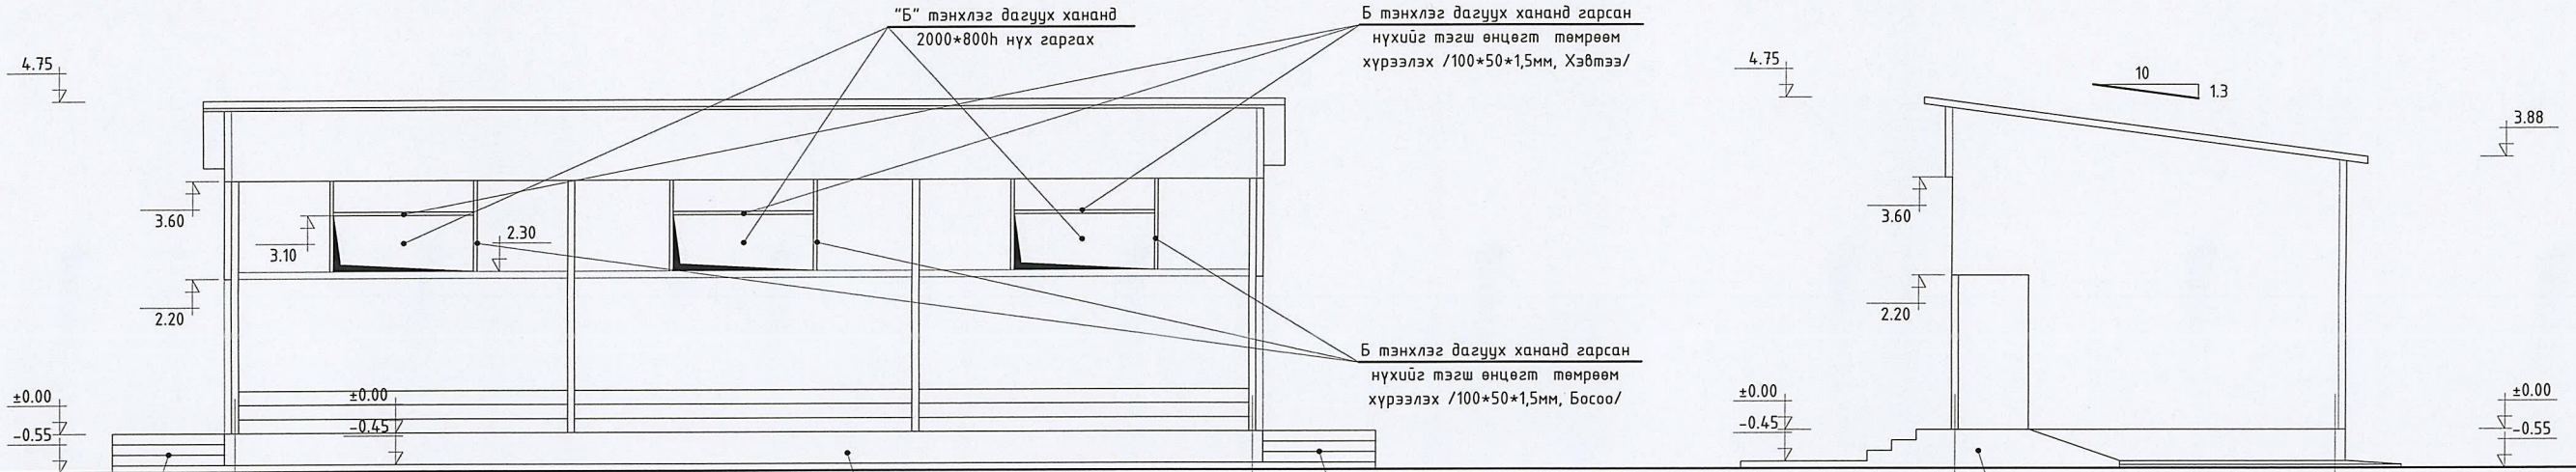 "Б" тэнхлэг дагуух хананд
2000*800h нүх гаргах
Б тэнхлэг дагуух хананд гарсан
нүхийг тэгш өнцөгт төмрөөм
хүрээлэх /100*50*1,5мм, Хэвтээ/
4.75
3.60
3.10
2.30
2.20
±0.00
-0.55
±0.00
-0.45
Б тэнхлэг дагуух хананд гарсан
нүхийг тэгш өнцөгт төмрөөм
хүрээлэх /100*50*1,5мм, Босоо/
4.75
10
1.3
3.88
3.60
2.20
±0.00
-0.45
±0.00
-0.55